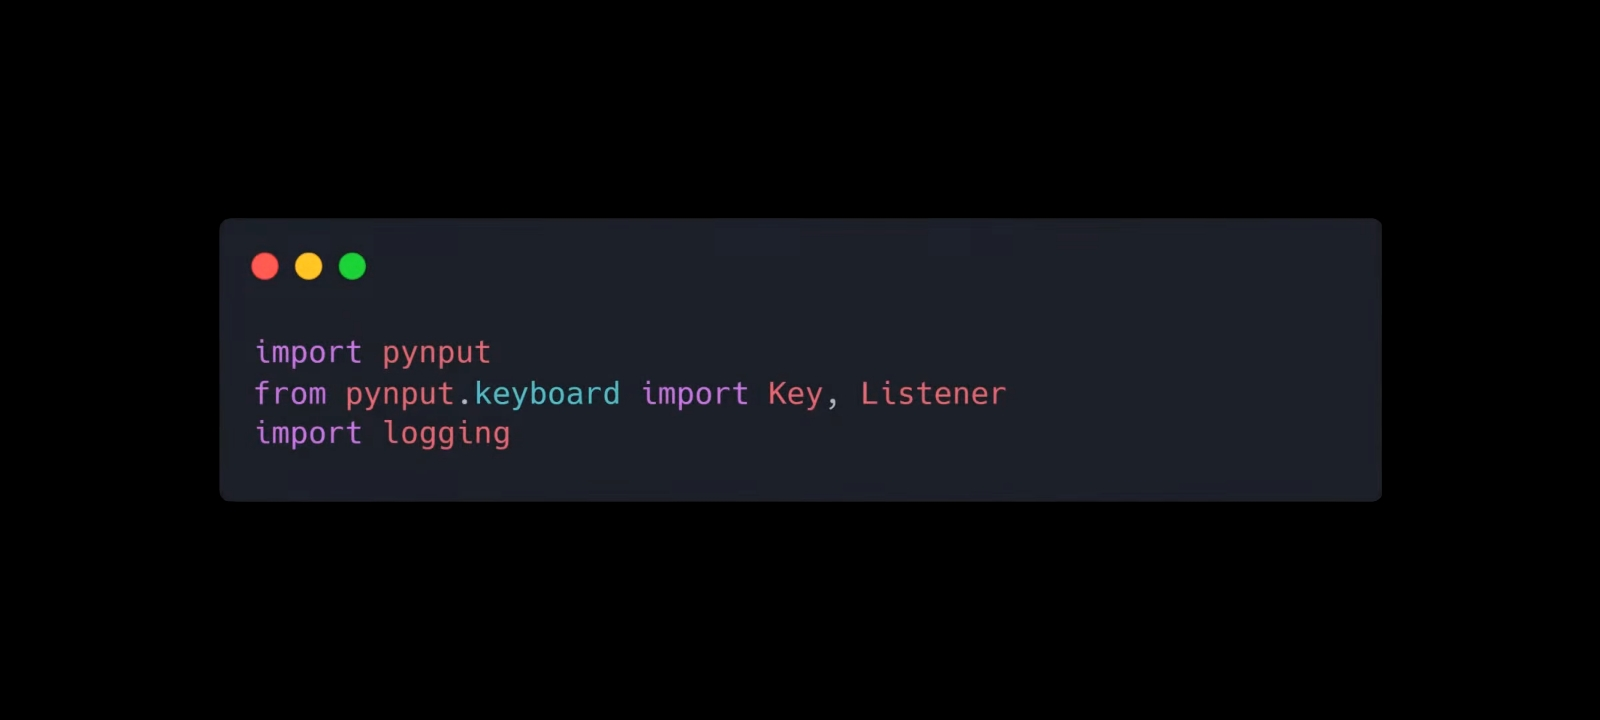 import pynput
from pynput.keyboard import Key, Listener
import logging